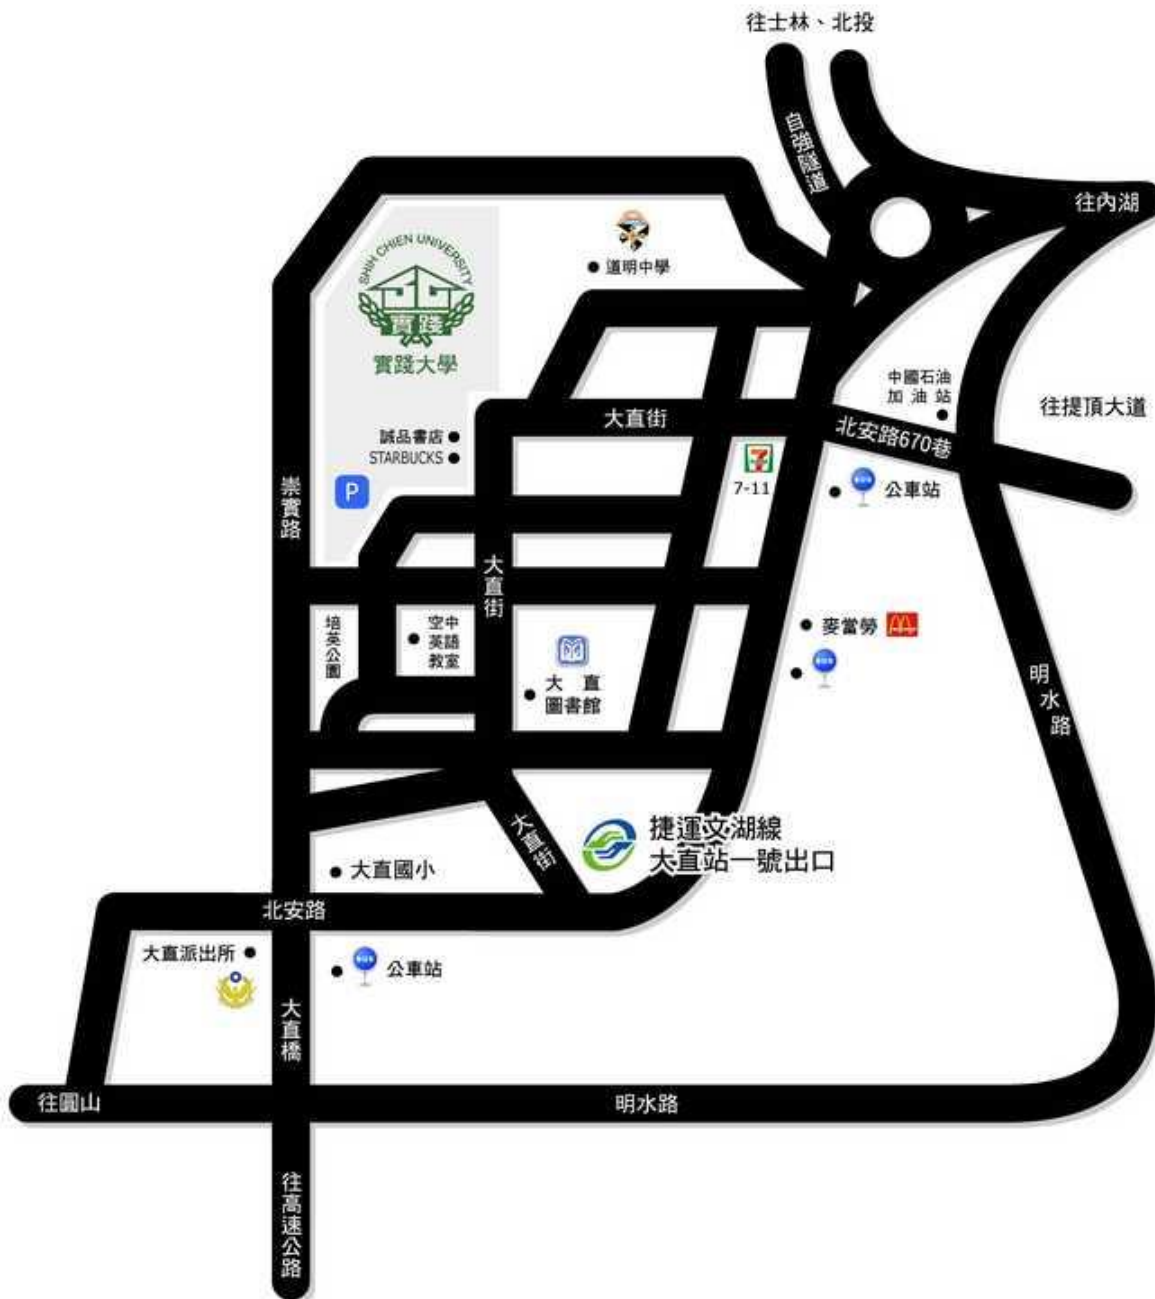 往士林、北投
自強隧道
往內湖
SHIH CHIEN UNIVERSITY
實踐
實踐大學
道明中學
中國石油
加油站
往提頂大道
大直街
北安路670巷
誠品書店
STARBUCKS
P
7
7-11
BUS
公車站
崇實路
大直街
培英公園
空中
英語
教室
大直
圖書館
麥當勞
BUS
明水路
捷運文湖線
大直站一號出口
大直街
大直國小
北安路
大直派出所
BUS
公車站
大直橋
往圓山
明水路
往高速公路